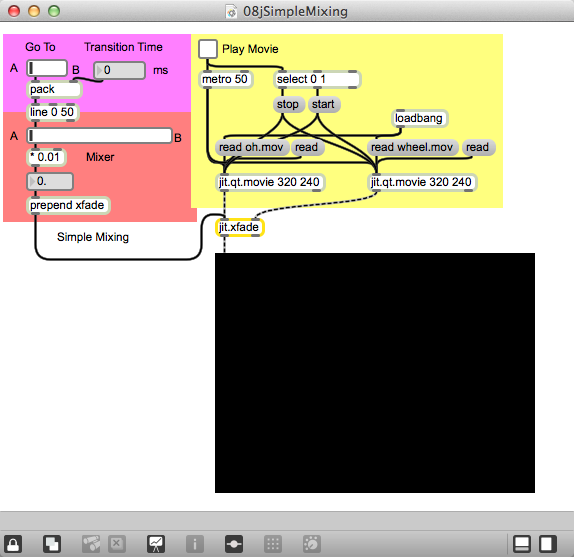 08jSimpleMixing
Go To Transition Time
A B 0 ms
pack
line 0 50
A B
* 0.01 Mixer
0.
prepend xfade
Simple Mixing
Play Movie
metro 50 select 0 1
stop start
loadbang
read oh.mov read read wheel.mov read
jit.qt.movie 320 240 jit.qt.movie 320 240
jit.xfade